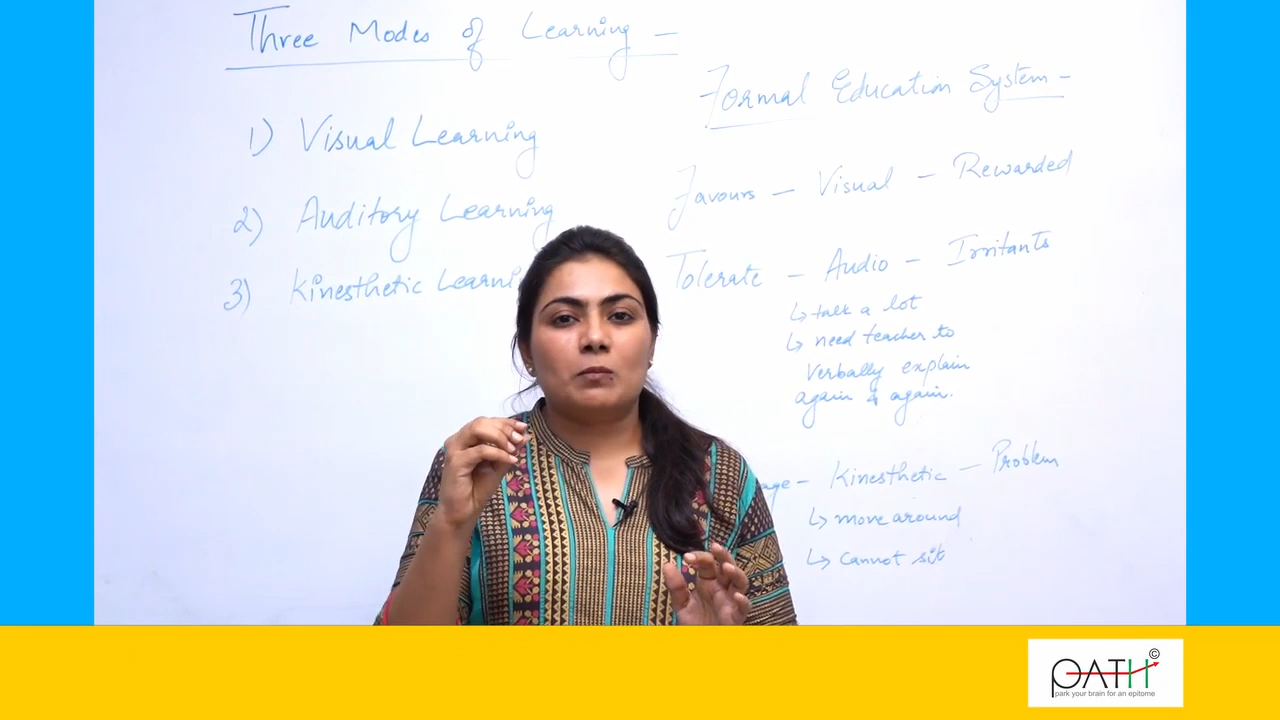 Three Modes of Learning -
1) Visual Learning
2) Auditory Learning
3) Kinesthetic Learni
Formal Education System -
Favours - Visual - Rewarded
Tolerate - Audio - Irritants
↳ talk a lot
↳ need teacher to
Verbally explain
again & again.
age - Kinesthetic - Problem
↳ move around
↳ cannot sit
PATH©
park your brain for an epitome